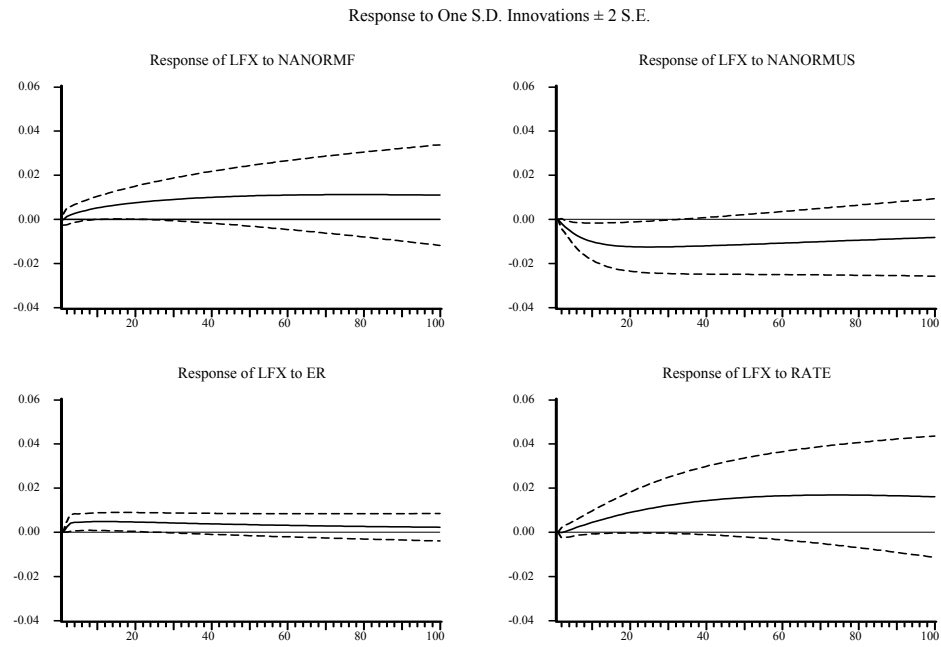 Response to One S.D. Innovations ± 2 S.E.
Response of LFX to NANORMF
0.06
0.04
0.02
0.00
-0.02
-0.04
20 40 60 80 100
Response of LFX to NANORMUS
0.06
0.04
0.02
0.00
-0.02
-0.04
20 40 60 80 100
Response of LFX to ER
0.06
0.04
0.02
0.00
-0.02
-0.04
20 40 60 80 100
Response of LFX to RATE
0.06
0.04
0.02
0.00
-0.02
-0.04
20 40 60 80 100